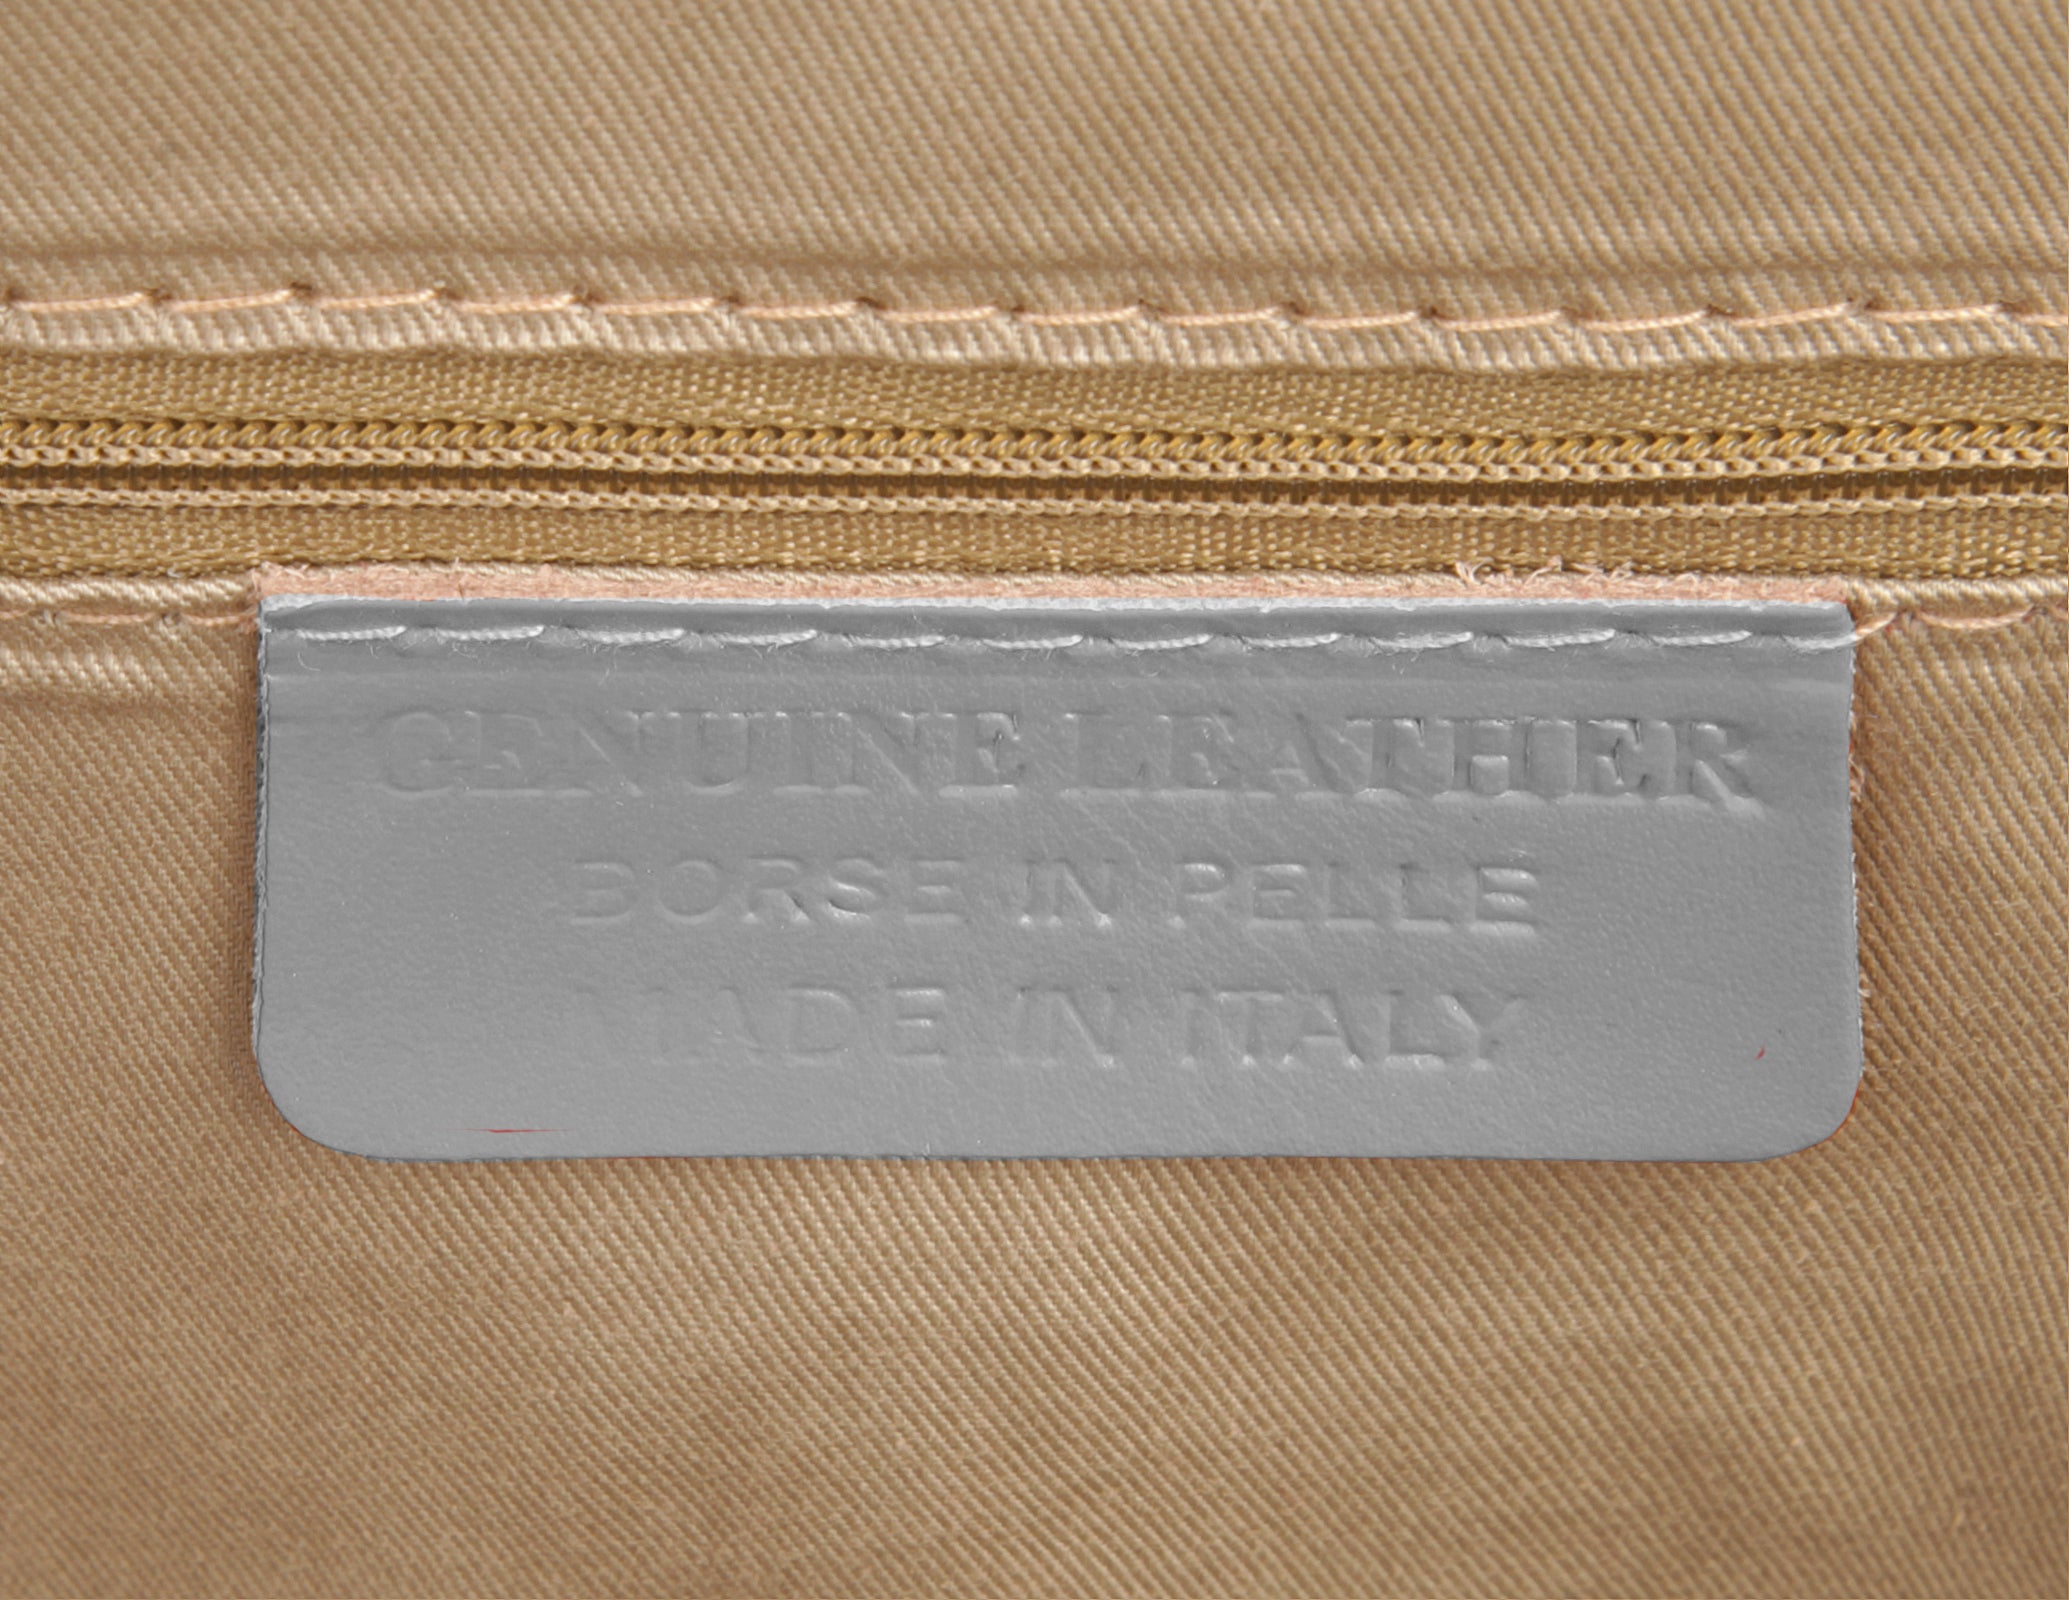 GENUINE LEATHER
BORSE IN PELLE
MADE IN ITALY